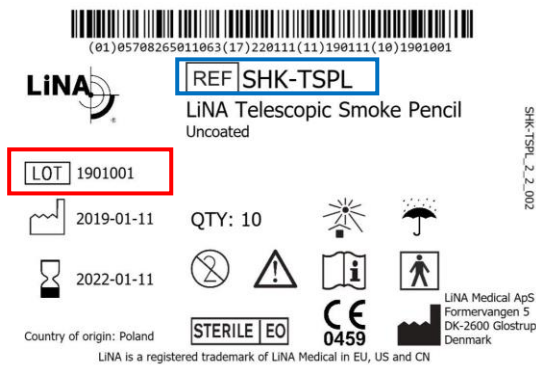 (01)05708265011063(17)220111(11)190111(10)1901001
LiNA
REF SHK-TSPL
LiNA Telescopic Smoke Pencil
Uncoated
SHK-TSPL_2_2_002
LOT 1901001
2019-01-11
QTY: 10
2022-01-11
2
i
Country of origin: Poland
STERILE EO
CE
0459
LiNA Medical ApS
Formervangen 5
DK-2600 Glostrup
Denmark
LiNA is a registered trademark of LiNA Medical in EU, US and CN